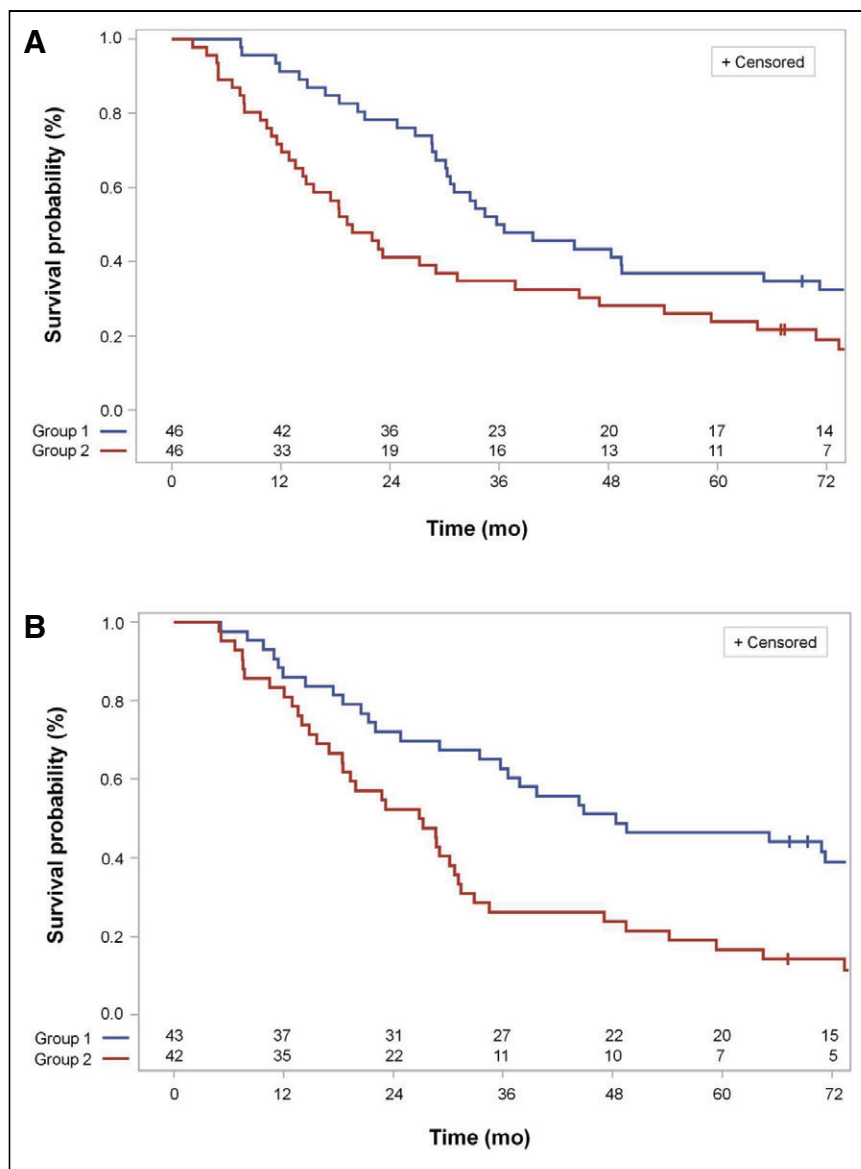 A
+ Censored
Survival probability (%)
1.0
0.8
0.6
0.4
0.2
0.0
Group 1 46 42 36 23 20 17 14
Group 2 46 33 19 16 13 11 7
0 12 24 36 48 60 72
Time (mo)
B
+ Censored
Survival probability (%)
1.0
0.8
0.6
0.4
0.2
0.0
Group 1 43 37 31 27 22 20 15
Group 2 42 35 22 11 10 7 5
0 12 24 36 48 60 72
Time (mo)